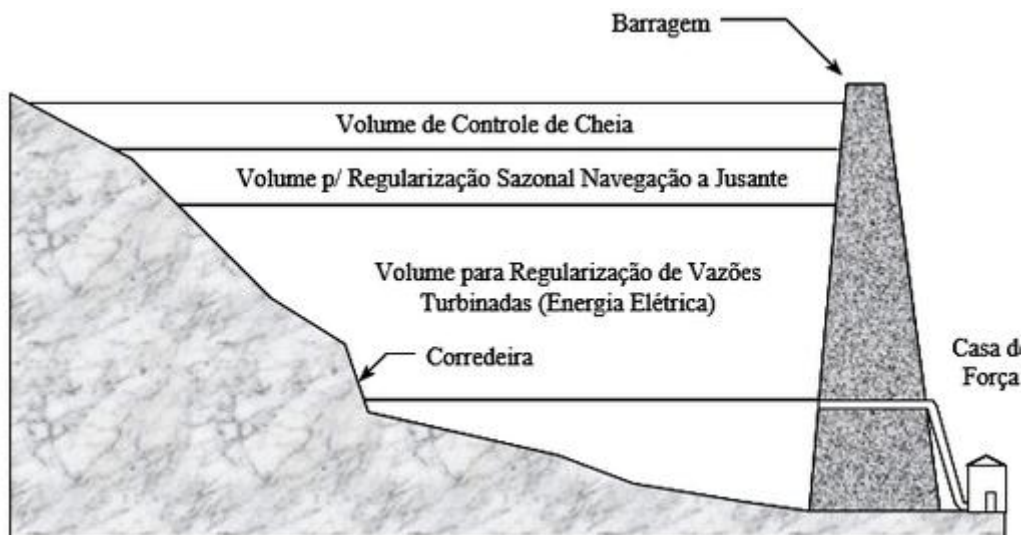 Barragem
Volume de Controle de Cheia
Volume p/ Regularização Sazonal Navegação a Jusante
Volume para Regularização de Vazões
Turbinadas (Energia Elétrica)
Corredeira
Casa de
Força